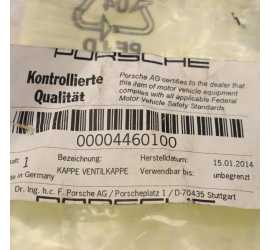 PORSCHE
Kontrollierte
Qualität
Porsche AG certifies to the dealer that
this item of motor vehicle equipment
complies with all applicable Federal
Motor Vehicle Safety Standards.
00004460100
1
Bezeichnung:
Herstelldatum:
15.01.2014
in Germany
KAPPE VENTILKAPPE
Verwendbar bis:
unbegrenzt
Dr. Ing. h.c. F. Porsche AG / Porscheplatz 1 / D-70435 Stuttgart
PORSCHE